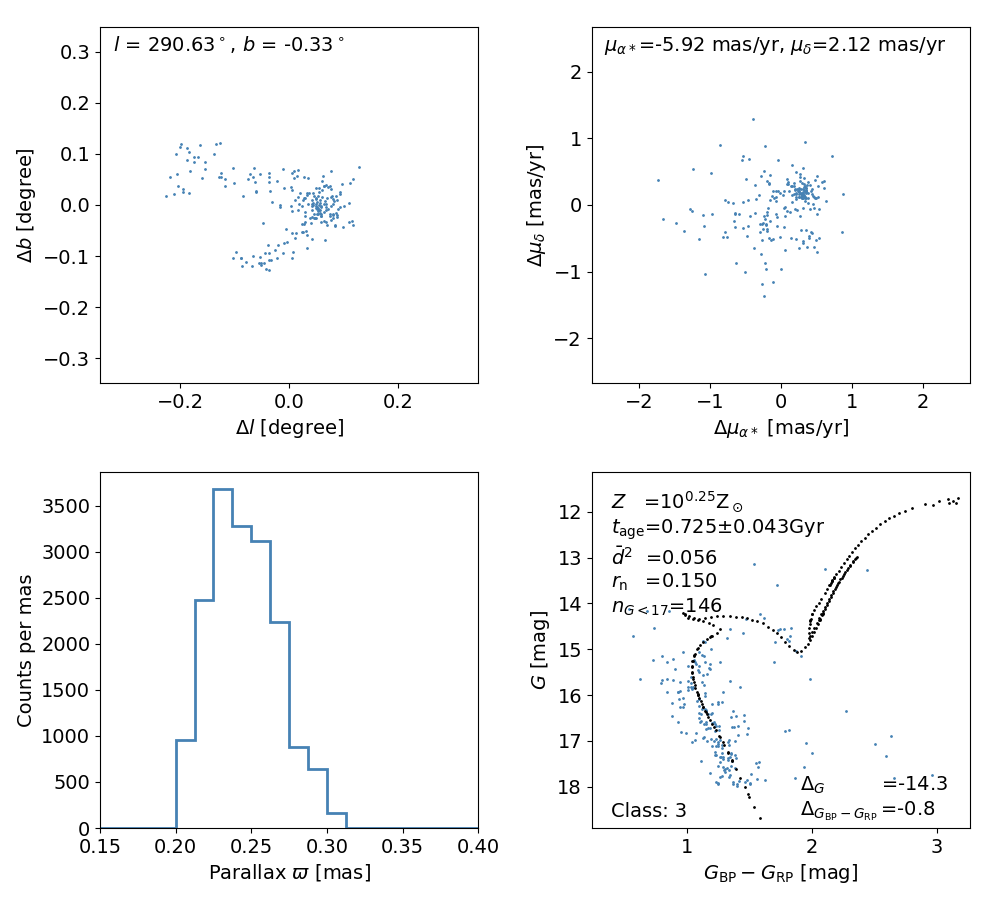 l = 290.63°, b = -0.33°
0.3
0.2
0.1
0.0
−0.1
−0.2
−0.3
−0.2 0.0 0.2
Δl [degree]
Δb [degree]
μα∗=-5.92 mas/yr, μδ=2.12 mas/yr
2
1
0
−1
−2
−2 −1 0 1 2
Δμα∗ [mas/yr]
Δμδ [mas/yr]
3500
3000
2500
2000
1500
1000
500
0
0.15 0.20 0.25 0.30 0.35 0.40
Parallax ϖ [mas]
Counts per mas
Z =10^0.25 Z⊙
t_age=0.725±0.043Gyr
d̄² =0.056
r_n =0.150
n_G<17=146
Δ_G =-14.3
Δ_GBP−GRP=-0.8
Class: 3
12
13
14
15
16
17
18
1 2 3
G_BP − G_RP [mag]
G [mag]